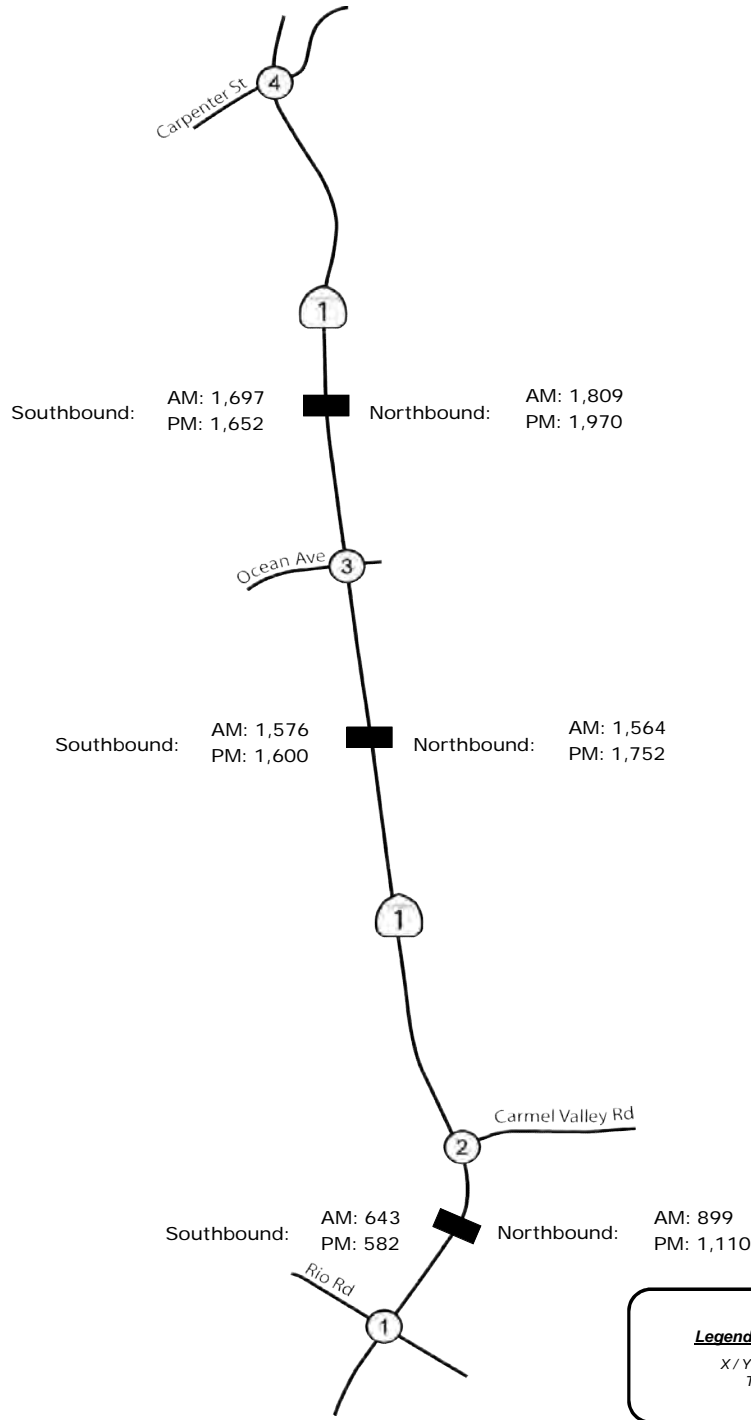 4
Carpenter St
1
Southbound:
AM: 1,697
PM: 1,652
Northbound:
AM: 1,809
PM: 1,970
Ocean Ave
3
Southbound:
AM: 1,576
PM: 1,600
Northbound:
AM: 1,564
PM: 1,752
1
Carmel Valley Rd
2
Southbound:
AM: 643
PM: 582
Northbound:
AM: 899
PM: 1,110
Rio Rd
1
Legend
X / Y
T